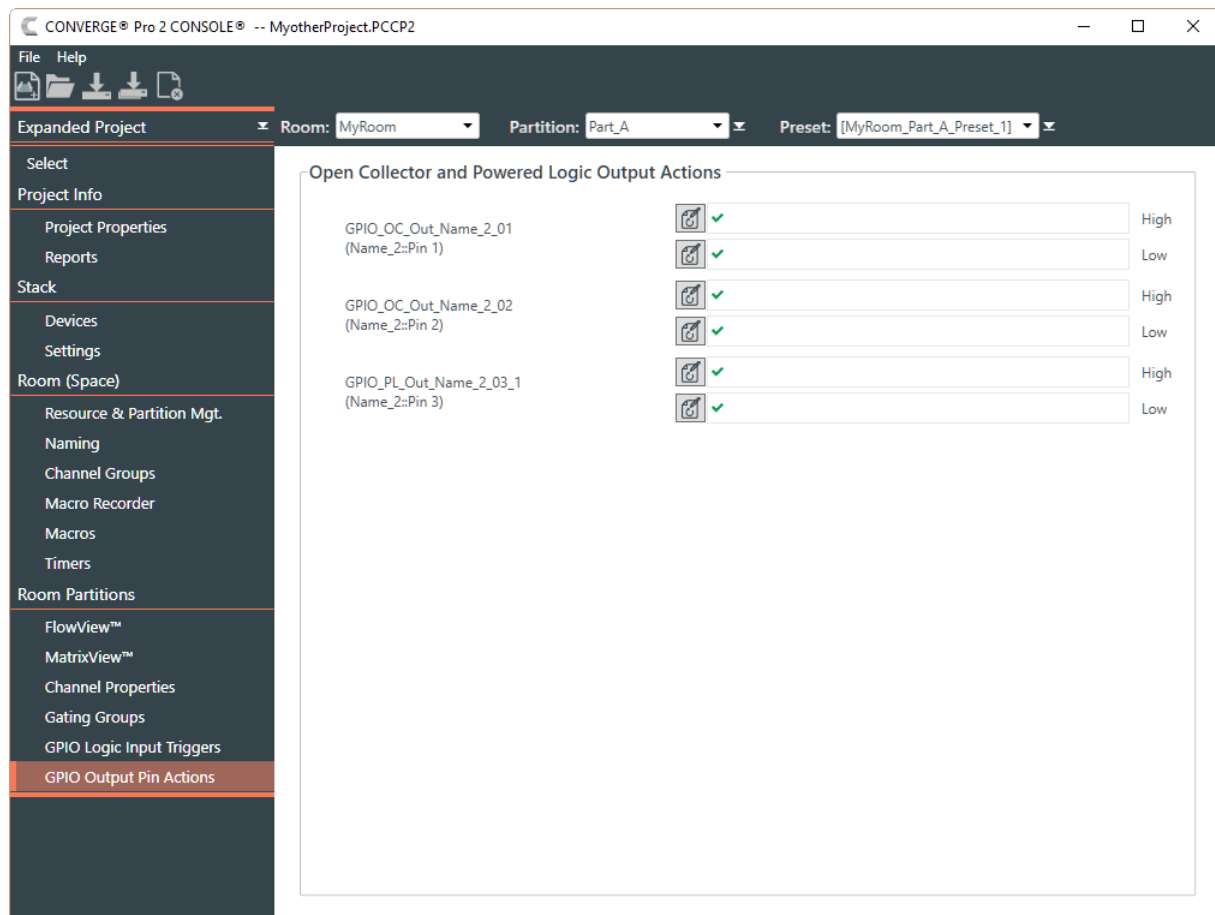 CONVERGE® Pro 2 CONSOLE® -- MyotherProject.PCCP2
File Help
Expanded Project
Room: MyRoom Partition: Part_A Preset: [MyRoom_Part_A_Preset_1]
Select
Project Info
Project Properties
Reports
Stack
Devices
Settings
Room (Space)
Resource & Partition Mgt.
Naming
Channel Groups
Macro Recorder
Macros
Timers
Room Partitions
FlowView™
MatrixView™
Channel Properties
Gating Groups
GPIO Logic Input Triggers
GPIO Output Pin Actions
Open Collector and Powered Logic Output Actions
GPIO_OC_Out_Name_2_01
(Name_2::Pin 1)
High
Low
GPIO_OC_Out_Name_2_02
(Name_2::Pin 2)
High
Low
GPIO_PL_Out_Name_2_03_1
(Name_2::Pin 3)
High
Low